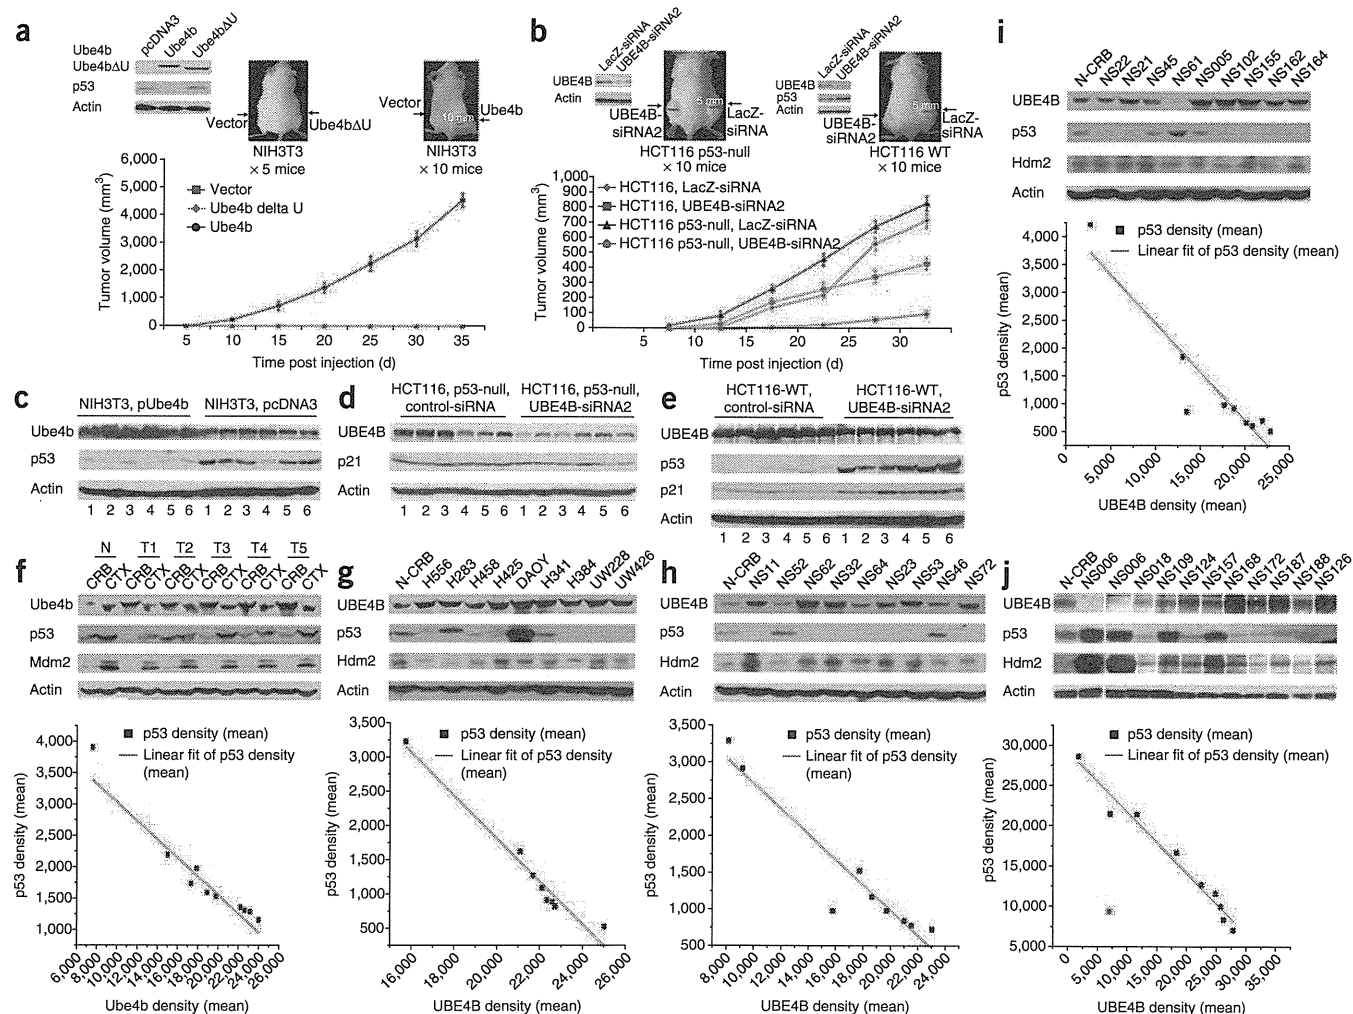 a
pcDNA3
Ube4b
Ube4bΔU
Ube4b
Ube4bΔU
p53
Actin
Vector
Ube4bΔU
NIH3T3
× 5 mice
Vector
10 mm
Ube4b
NIH3T3
× 10 mice
6,000
5,000
4,000
3,000
2,000
1,000
0
Tumor volume (mm3)
Vector
Ube4b delta U
Ube4b
5 10 15 20 25 30 35
Time post injection (d)
b
LacZ-siRNA
UBE4B-siRNA2
UBE4B
Actin
5 mm
UBE4B-
siRNA2
LacZ-
siRNA
HCT116 p53-null
× 10 mice
LacZ-siRNA
UBE4B-siRNA2
UBE4B
p53
Actin
5 mm
UBE4B-
siRNA2
LacZ-
siRNA
HCT116 WT
× 10 mice
1,000
900
800
700
600
500
400
300
200
100
0
Tumor volume (mm3)
HCT116, LacZ-siRNA
HCT116, UBE4B-siRNA2
HCT116 p53-null, LacZ-siRNA
HCT116 p53-null, UBE4B-siRNA2
5 10 15 20 25 30
Time post injection (d)
i
N-CRB NS22 NS21 NS45 NS61 NS005 NS102 NS155 NS162 NS164
UBE4B
p53
Hdm2
Actin
4,000
3,500
3,000
2,500
2,000
1,500
1,000
500
p53 density (mean)
p53 density (mean)
Linear fit of p53 density (mean)
0 5,000 10,000 15,000 20,000 25,000
UBE4B density (mean)
c
NIH3T3, pUbe4b
NIH3T3, pcDNA3
Ube4b
p53
Actin
1 2 3 4 5 6 1 2 3 4 5 6
d
HCT116, p53-null,
control-siRNA
HCT116, p53-null,
UBE4B-siRNA2
UBE4B
p21
Actin
1 2 3 4 5 6 1 2 3 4 5 6
e
HCT116-WT,
control-siRNA
HCT116-WT,
UBE4B-siRNA2
UBE4B
p53
p21
Actin
1 2 3 4 5 6 1 2 3 4 5 6
f
N T1 T2 T3 T4 T5
CRB CTX CRB CTX CRB CTX CRB CTX CRB CTX CRB CTX
Ube4b
p53
Mdm2
Actin
4,000
3,500
3,000
2,500
2,000
1,500
1,000
p53 density (mean)
p53 density (mean)
Linear fit of p53 density
(mean)
6,000 8,000 10,000 12,000 14,000 16,000 18,000 20,000 22,000 24,000 26,000
Ube4b density (mean)
g
N-CRB H556 H283 H458 H425 DAOY H341 H384 UW228 UW426
UBE4B
p53
Hdm2
Actin
3,500
3,000
2,500
2,000
1,500
1,000
500
p53 density (mean)
p53 density (mean)
Linear fit of p53 density
(mean)
16,000 18,000 20,000 22,000 24,000 26,000
UBE4B density (mean)
h
N-CRB NS11 NS52 NS62 NS32 NS64 NS23 NS53 NS46 NS72
UBE4B
p53
Hdm2
Actin
3,500
3,000
2,500
2,000
1,500
1,000
500
p53 density (mean)
p53 density (mean)
Linear fit of p53 density
(mean)
8,000 10,000 12,000 14,000 16,000 18,000 20,000 22,000 24,000
UBE4B density (mean)
j
N-CRB NS006 NS006 NS018 NS109 NS124 NS157 NS168 NS172 NS187 NS188 NS126
UBE4B
p53
Hdm2
Actin
30,000
25,000
20,000
15,000
10,000
5,000
p53 density (mean)
p53 density (mean)
Linear fit of p53 density
(mean)
0 5,000 10,000 15,000 20,000 25,000 30,000 35,000
UBE4B density (mean)